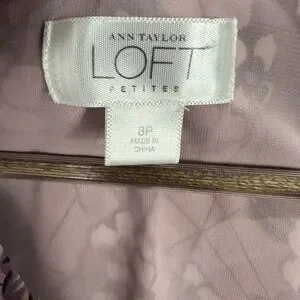 ANN TAYLOR
LOFT
PETITES
8P
MADE IN
CHINA